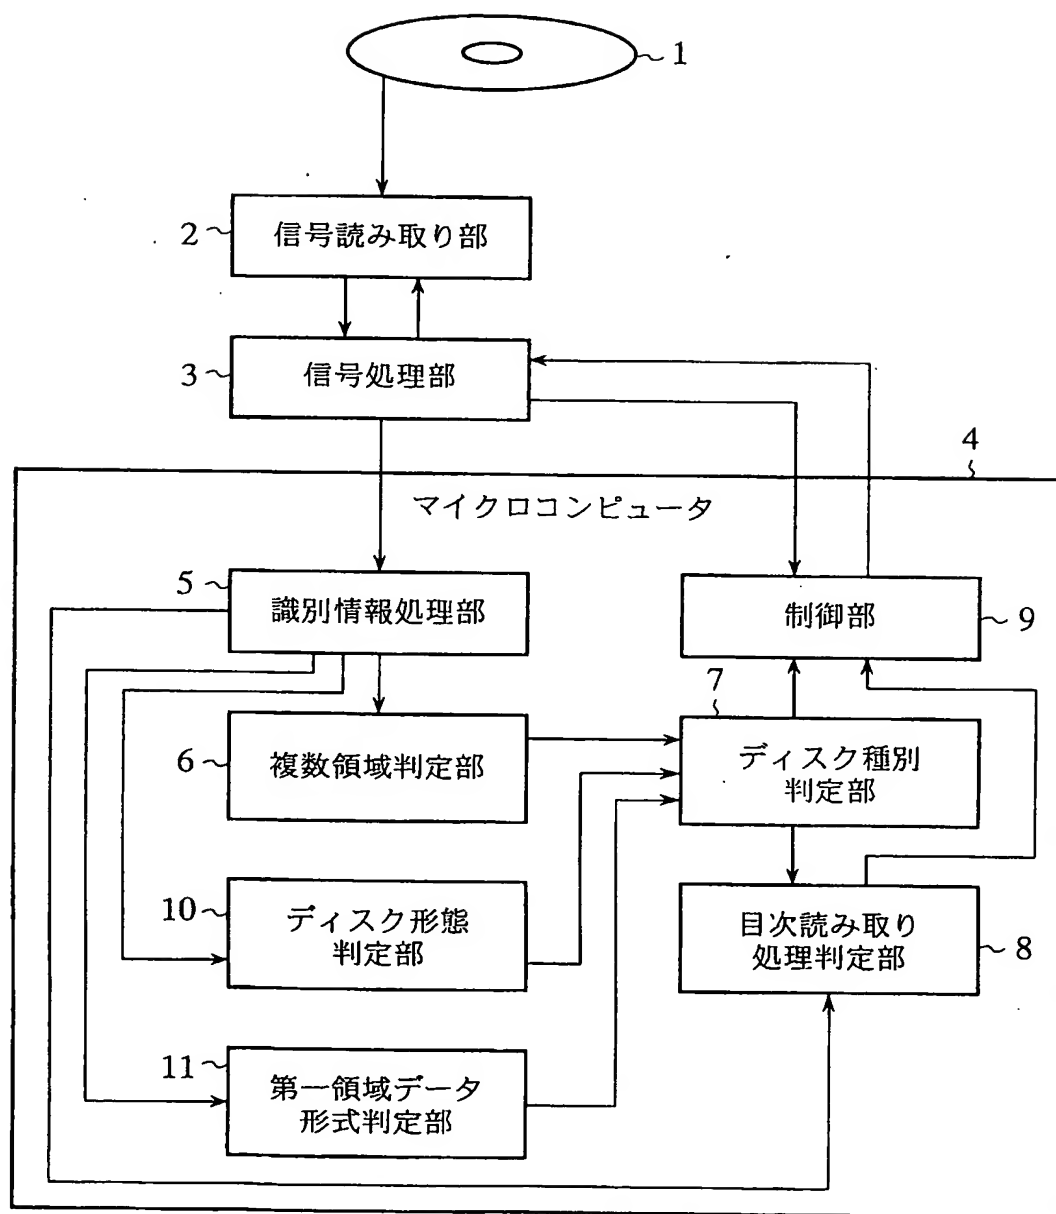 1
2
信号読み取り部
3
信号処理部
4
マイクロコンピュータ
5
識別情報処理部
制御部
9
6
複数領域判定部
7
ディスク種別
判定部
10
ディスク形態
判定部
目次読み取り
処理判定部
8
11
第一領域データ
形式判定部